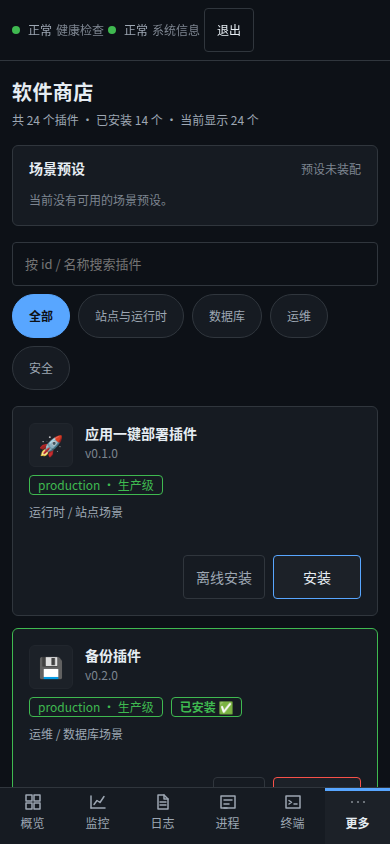 正常 健康检查 正常 系统信息 退出
软件商店
共 24 个插件 • 已安装 14 个 • 当前显示 24 个
场景预设 预设未装配
当前没有可用的场景预设。
按 id / 名称搜索插件
全部 站点与运行时 数据库 运维
安全
应用一键部署插件
v0.1.0
production • 生产级
运行时 / 站点场景
离线安装 安装
备份插件
v0.2.0
production • 生产级 已安装 ✅
运维 / 数据库场景
概览 监控 日志 进程 终端 更多